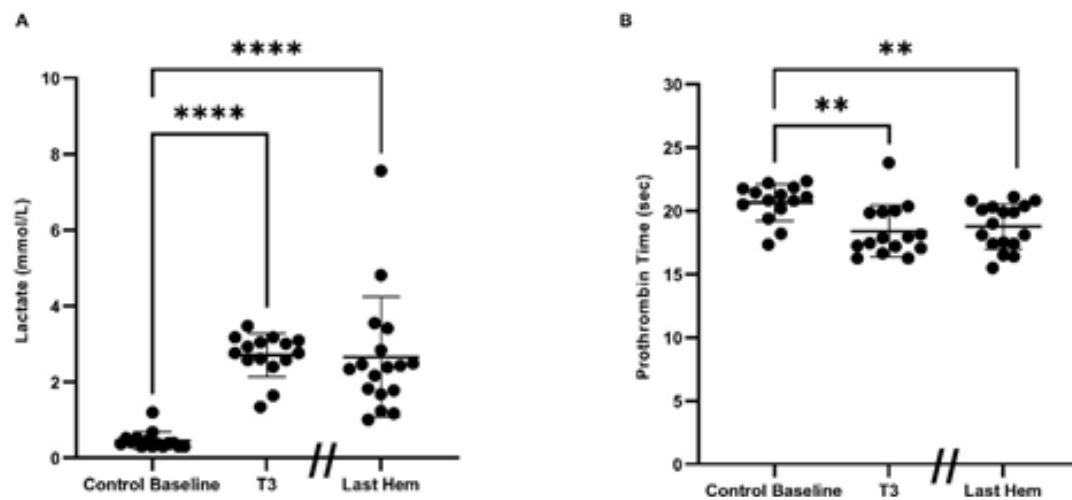 A
****
****
10
8
6
4
2
0
Lactate (mmol/L)
Control Baseline T3 Last Hem
B
**
**
30
25
20
15
10
5
0
Prothrombin Time (sec)
Control Baseline T3 Last Hem